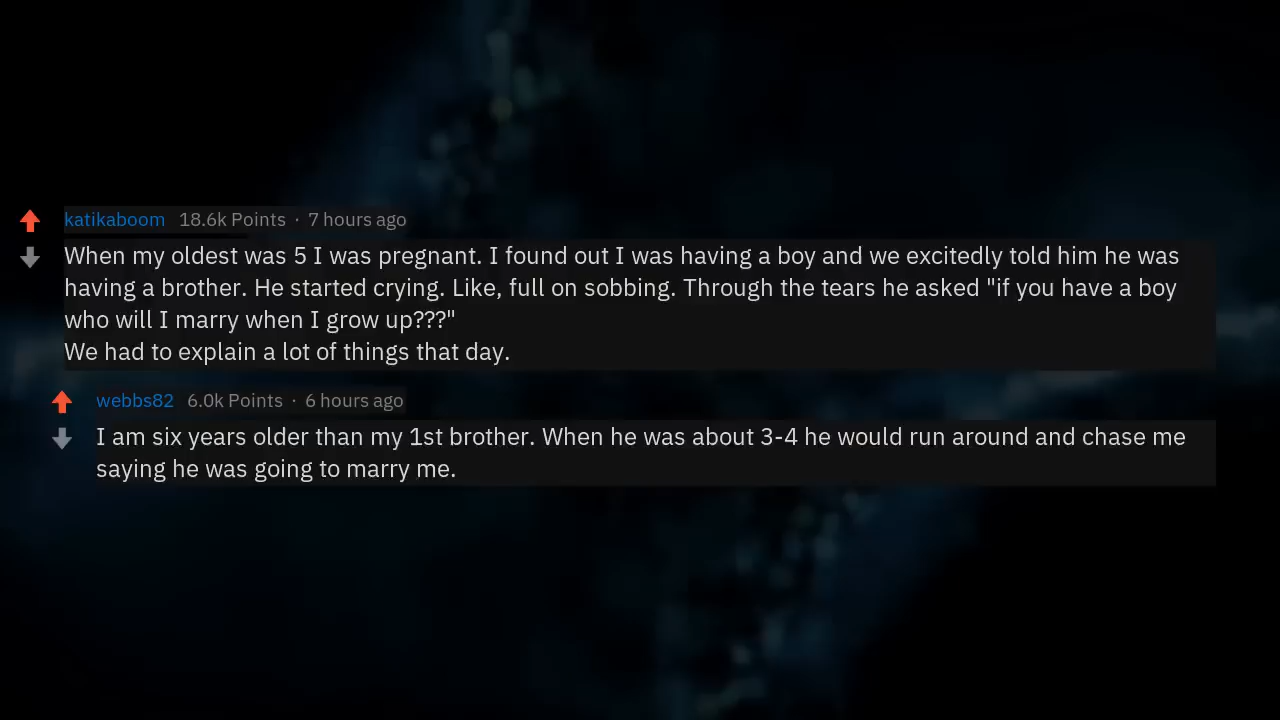 katikaboom 18.6k Points · 7 hours ago
When my oldest was 5 I was pregnant. I found out I was having a boy and we excitedly told him he was
having a brother. He started crying. Like, full on sobbing. Through the tears he asked "if you have a boy
who will I marry when I grow up???"
We had to explain a lot of things that day.
webbs82 6.0k Points · 6 hours ago
I am six years older than my 1st brother. When he was about 3-4 he would run around and chase me
saying he was going to marry me.